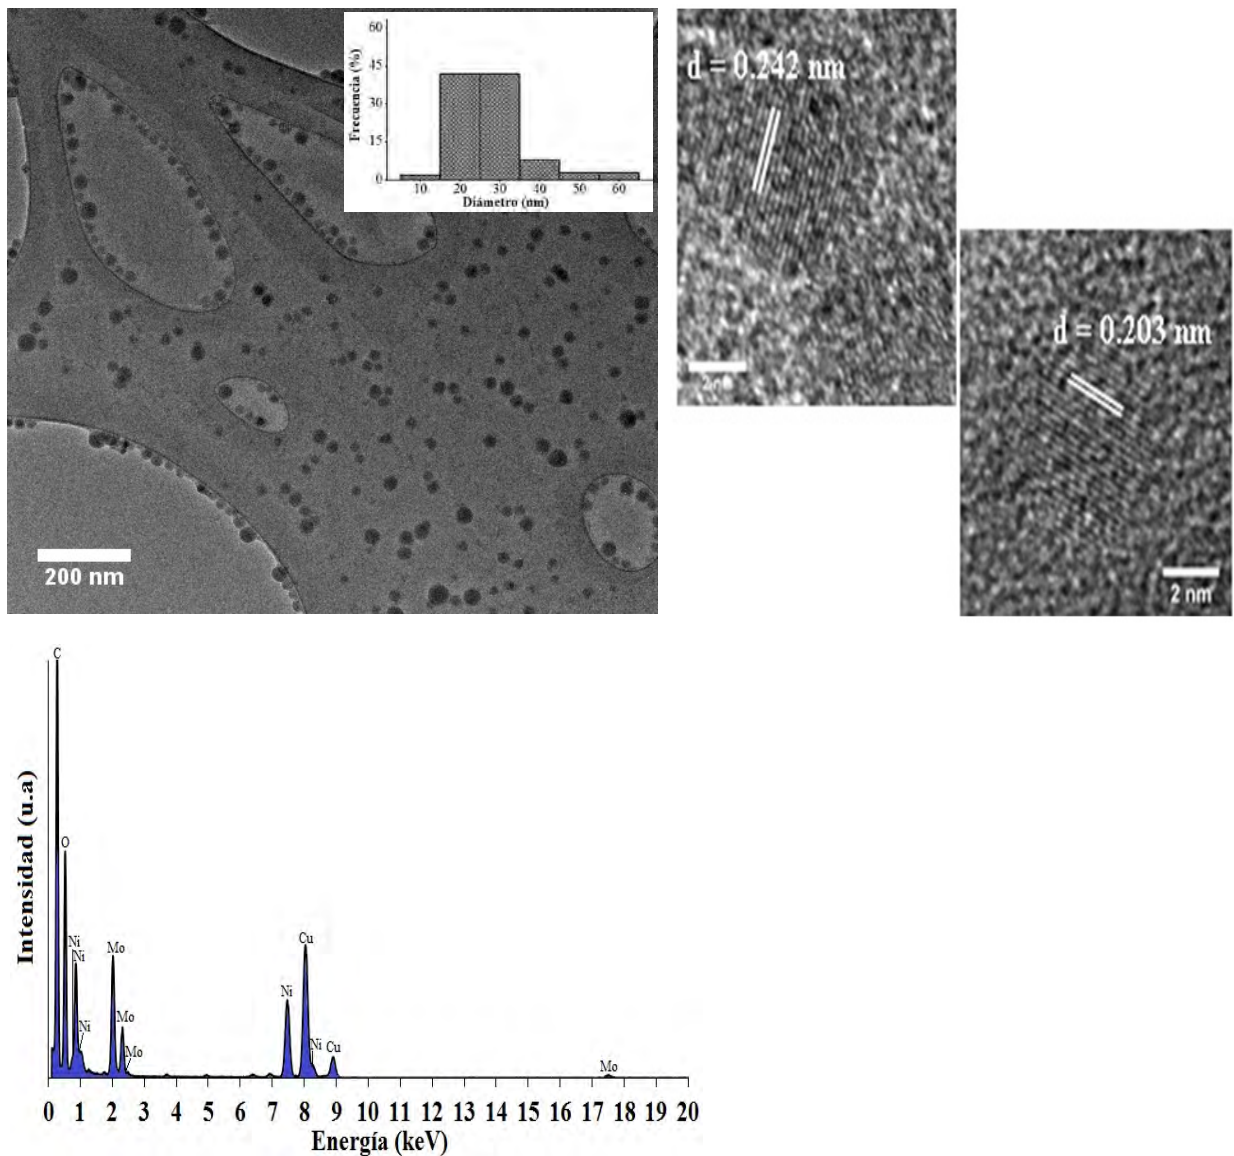 60
45
30
15
0
Frecuencia (%)
10 20 30 40 50 60
Diámetro (nm)
200 nm
d = 0.242 nm
2 nm
d = 0.203 nm
2 nm
C
O
Ni
Ni
Ni
Mo
Mo
Mo
Ni
Cu
Ni
Cu
Mo
Intensidad (u.a)
0 1 2 3 4 5 6 7 8 9 10 11 12 13 14 15 16 17 18 19 20
Energía (keV)